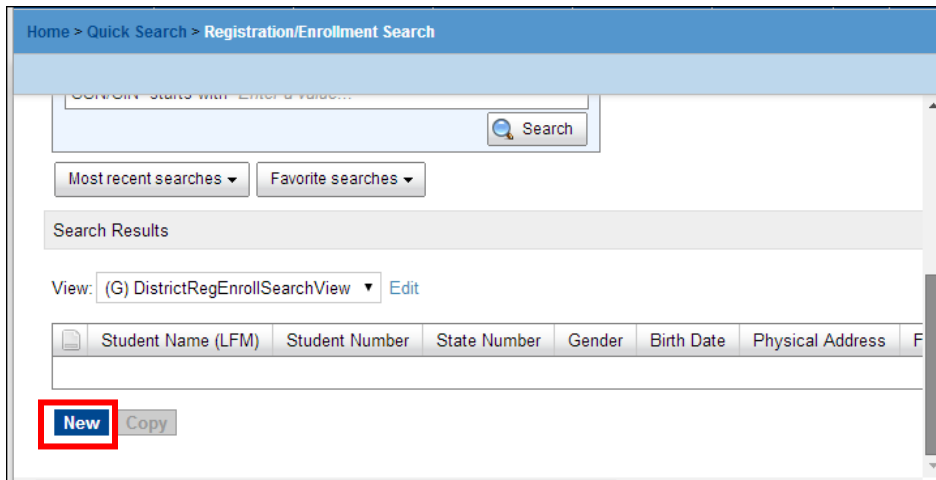 Home > Quick Search > Registration/Enrollment Search
Search
Most recent searches
Favorite searches
Search Results
View: (G) DistrictRegEnrollSearchView Edit
Student Name (LFM) Student Number State Number Gender Birth Date Physical Address F
New Copy